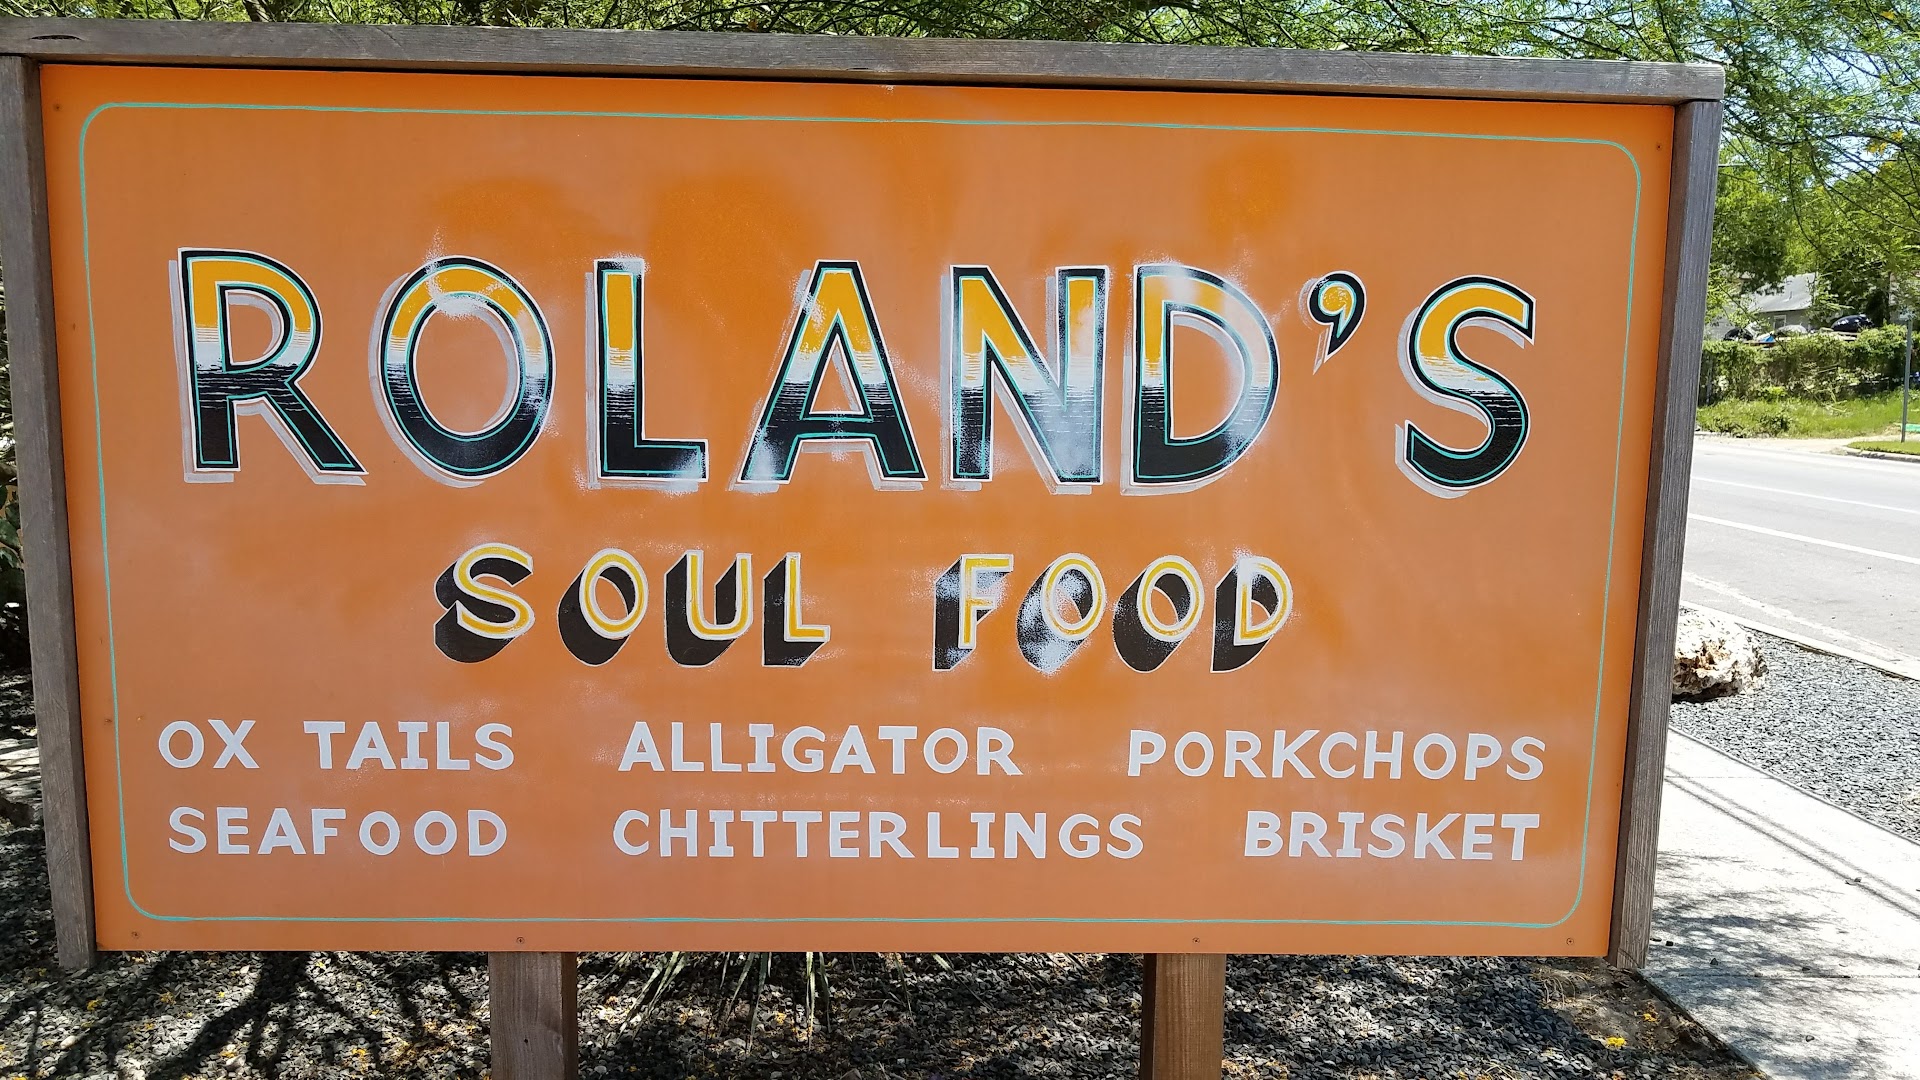 ROLAND'S
SOUL FOOD
OX TAILS ALLIGATOR PORKCHOPS
SEAFOOD CHITTERLINGS BRISKET